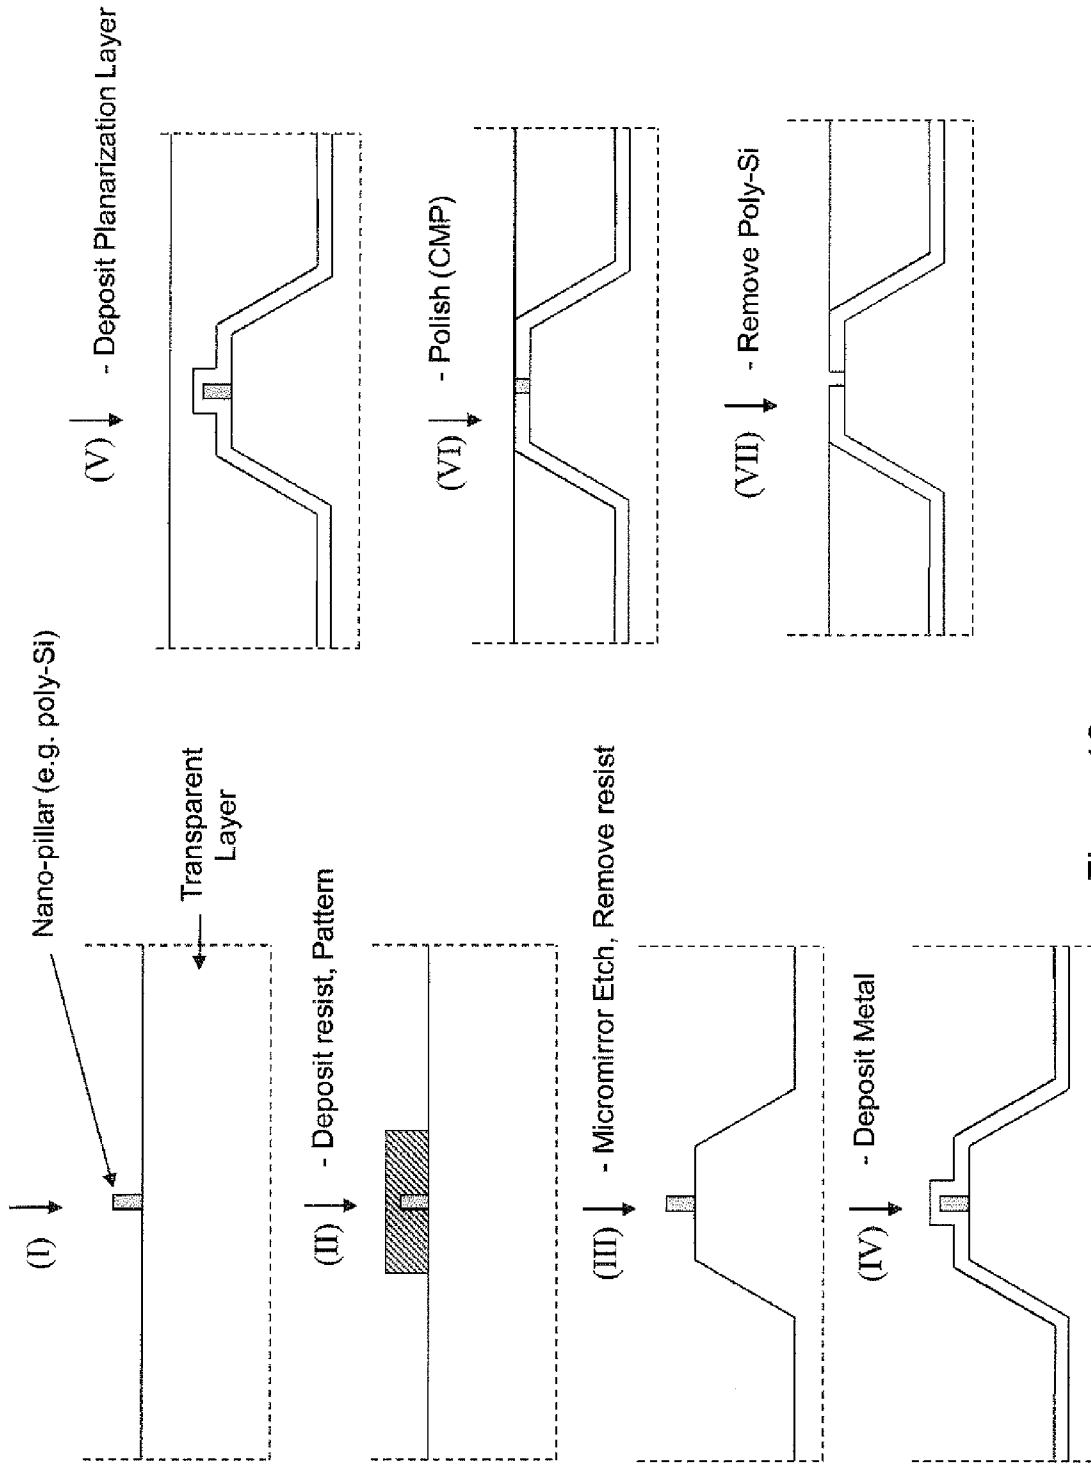 (I)
Nano-pillar (e.g. poly-Si)
Transparent
Layer
(II)
- Deposit resist, Pattern
(III)
- Micromirror Etch, Remove resist
(IV)
- Deposit Metal
(V)
- Deposit Planarization Layer
(VI)
- Polish (CMP)
(VII)
- Remove Poly-Si